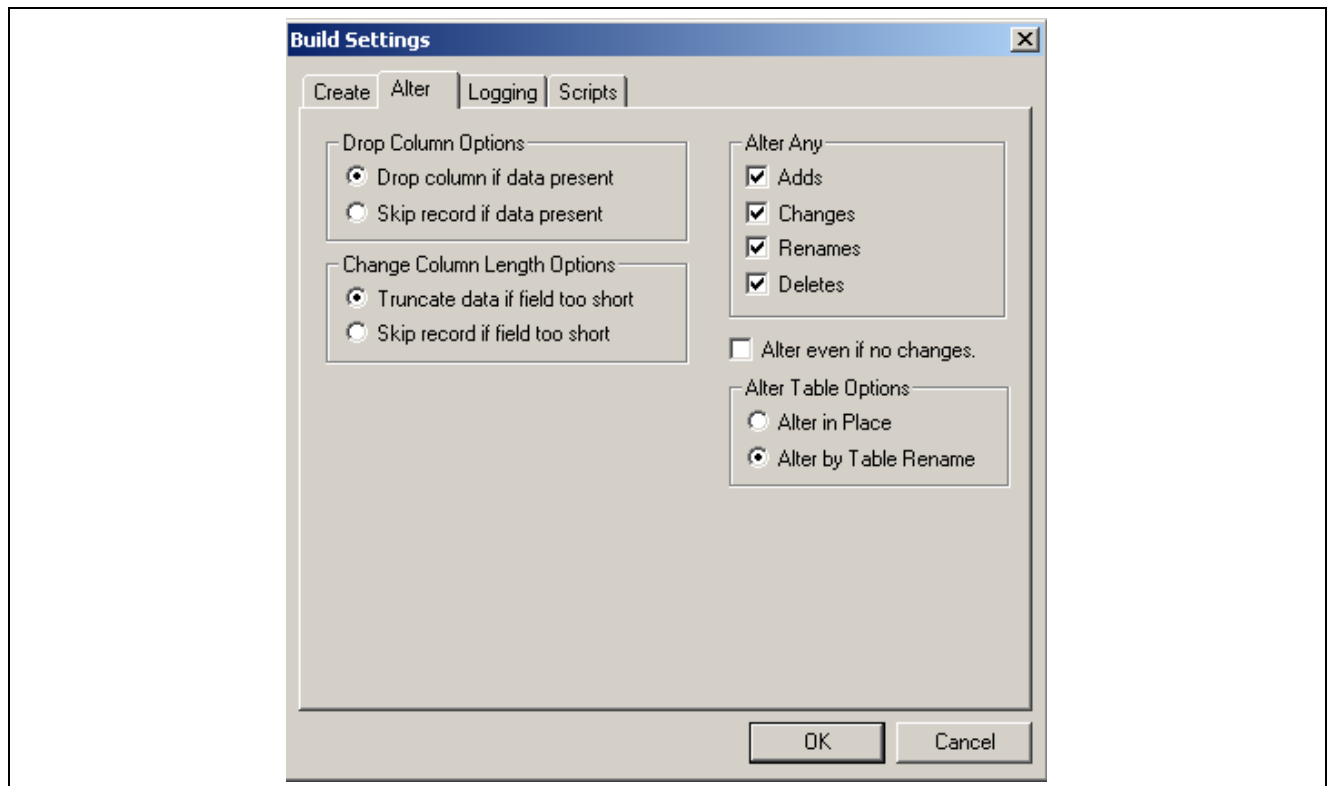 Build Settings
Create Alter Logging Scripts
Drop Column Options
Drop column if data present
Skip record if data present
Change Column Length Options
Truncate data if field too short
Skip record if field too short
Alter Any
Adds
Changes
Renames
Deletes
Alter even if no changes.
Alter Table Options
Alter in Place
Alter by Table Rename
OK Cancel